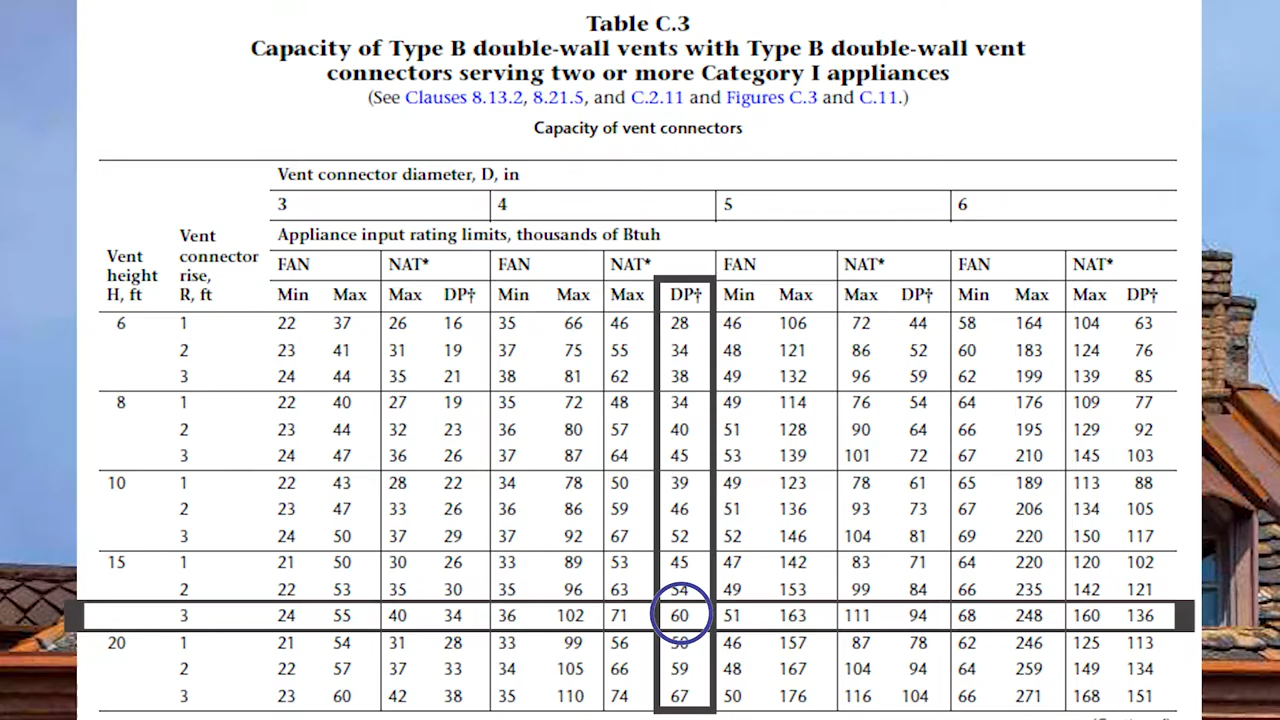 Table C.3
Capacity of Type B double-wall vents with Type B double-wall vent
connectors serving two or more Category I appliances
(See Clauses 8.13.2, 8.21.5, and C.2.11 and Figures C.3 and C.11.)
Capacity of vent connectors
Vent connector diameter, D, in
3 4 5 6
Vent height H, ft Vent connector rise, R, ft Appliance input rating limits, thousands of Btuh
FAN NAT* FAN NAT* FAN NAT* FAN NAT*
Min Max Max DP† Min Max Max DP† Min Max Max DP† Min Max Max DP†
6 1 22 37 26 16 35 66 46 28 46 106 72 44 58 164 104 63
2 23 41 31 19 37 75 55 34 48 121 86 52 60 183 124 76
3 24 44 35 21 38 81 62 38 49 132 96 59 62 199 139 85
8 1 22 40 27 19 35 72 48 34 49 114 76 54 64 176 109 77
2 23 44 32 23 36 80 57 40 51 128 90 64 66 195 129 92
3 24 47 36 26 37 87 64 45 53 139 101 72 67 210 145 103
10 1 22 43 28 22 34 78 50 39 49 123 78 61 65 189 113 88
2 23 47 33 26 36 86 59 46 51 136 93 73 67 206 134 105
3 24 50 37 29 37 92 67 52 52 146 104 81 69 220 150 117
15 1 21 50 30 26 33 89 53 45 47 142 83 71 64 220 120 102
2 22 53 35 30 35 96 63 54 49 153 99 84 66 235 142 121
3 24 55 40 34 36 102 71 60 51 163 111 94 68 248 160 136
20 1 21 54 31 28 33 99 56 50 46 157 87 78 62 246 125 113
2 22 57 37 33 34 105 66 59 48 167 104 94 64 259 149 134
3 23 60 42 38 35 110 74 67 50 176 116 104 66 271 168 151